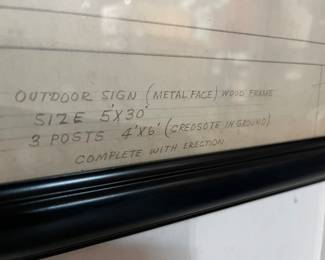 OUTDOOR SIGN (METAL FACE) WOOD FRAME
SIZE 5'X30'
3 POSTS 4'X6' (CREOSOTE IN GROUND)
COMPLETE WITH ERECTION